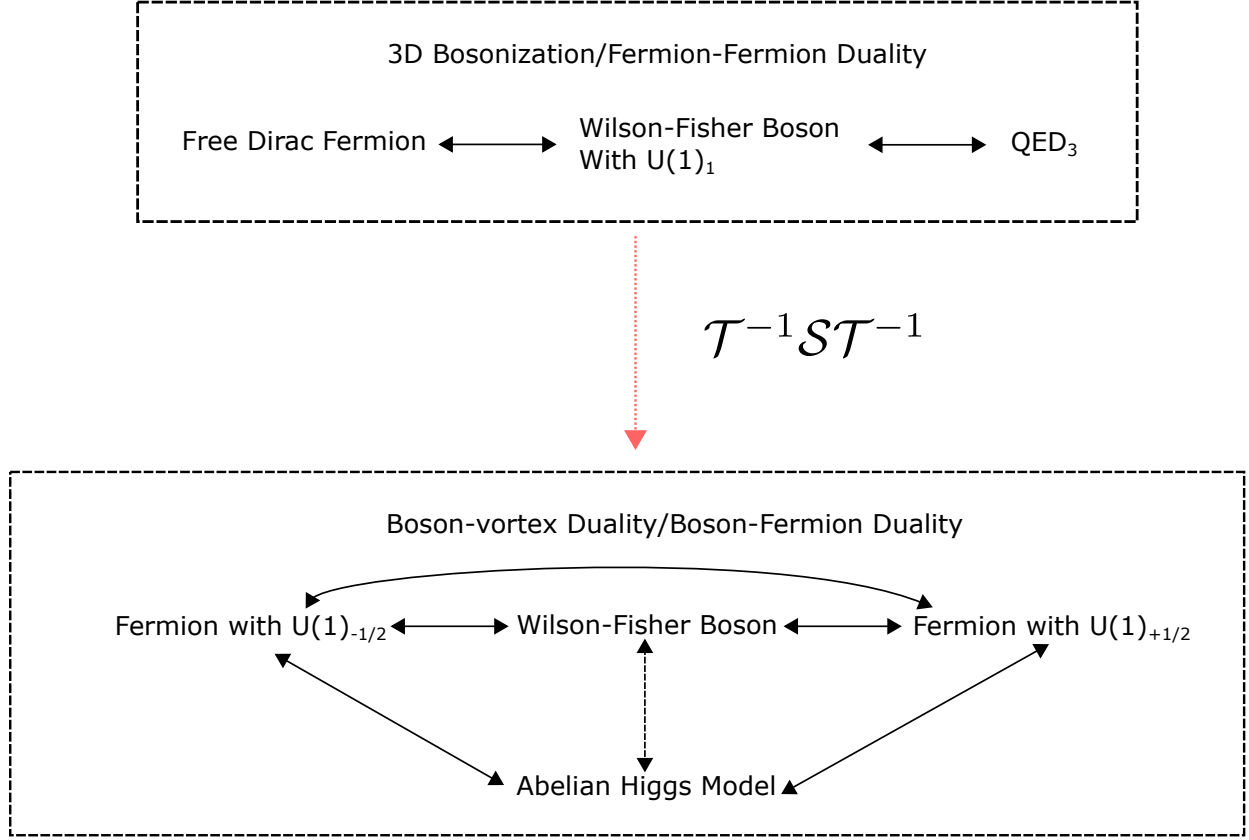 3D Bosonization/Fermion-Fermion Duality
Free Dirac Fermion
Wilson-Fisher Boson
With U(1)₁
QED₃
𝒯⁻¹𝒮𝒯⁻¹
Boson-vortex Duality/Boson-Fermion Duality
Fermion with U(1)₋₁/₂
Wilson-Fisher Boson
Fermion with U(1)₊₁/₂
Abelian Higgs Model